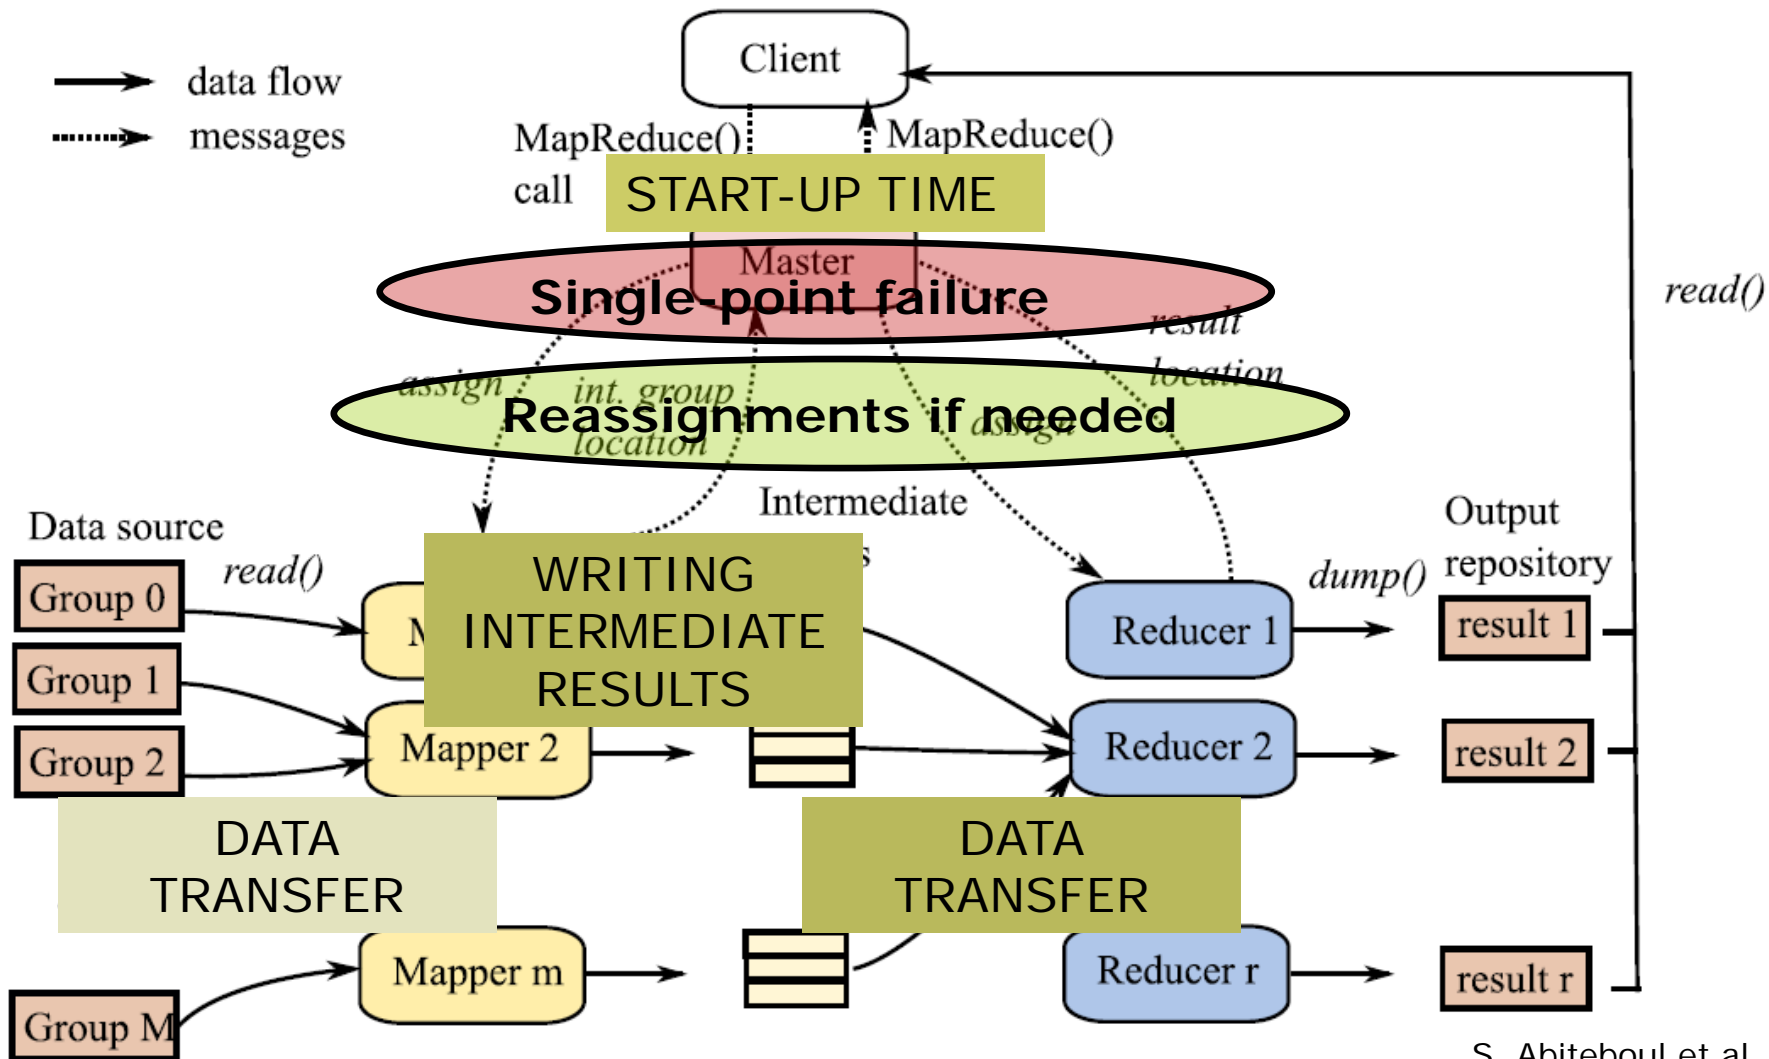 Client
data flow
messages
MapReduce()
call
MapReduce()
START-UP TIME
Master
Single-point failure
read()
result
location
assign
int. group
location
Reassignments if needed
assign
Intermediate
Data source
Output
repository
read()
dump()
WRITING
INTERMEDIATE
RESULTS
Group 0
Reducer 1
result 1
Group 1
Group 2
Mapper 2
Reducer 2
result 2
DATA
TRANSFER
DATA
TRANSFER
Mapper m
Reducer r
result r
Group M
S. Abiteboul et al